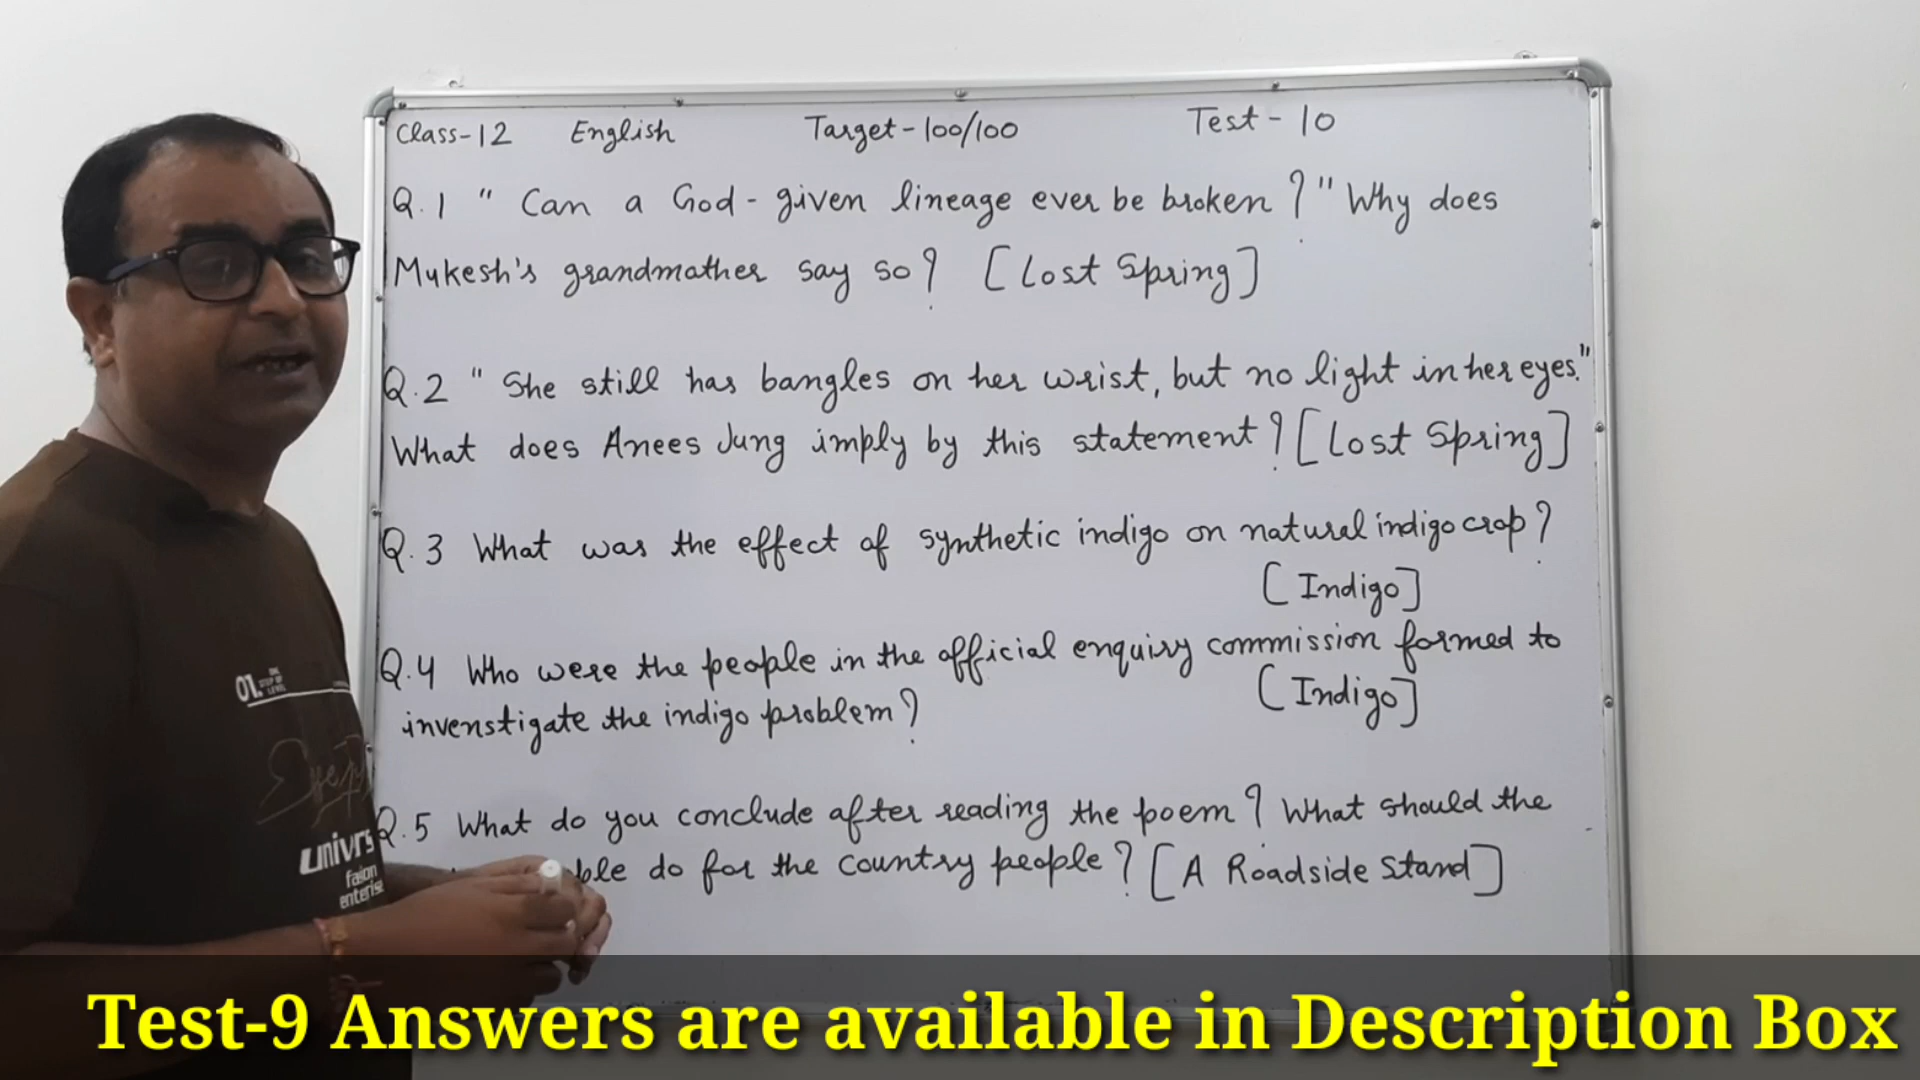 Class-12 English Target-100/100 Test-10
Q.1 "Can a God-given lineage ever be broken?" Why does
Mukesh's grandmother say so? [Lost Spring]
Q.2 "She still has bangles on her wrist, but no light in her eyes."
What does Anees Jung imply by this statement? [Lost Spring]
Q.3 What was the effect of synthetic indigo on natural indigo crop?
[Indigo]
Q.4 Who were the people in the official enquiry commission formed to
invenstigate the indigo problem? [Indigo]
Q.5 What do you conclude after reading the poem? What should the
do for the country people? [A Roadside Stand]
01.
univrs
fasion
enterise
Test-9 Answers are available in Description Box